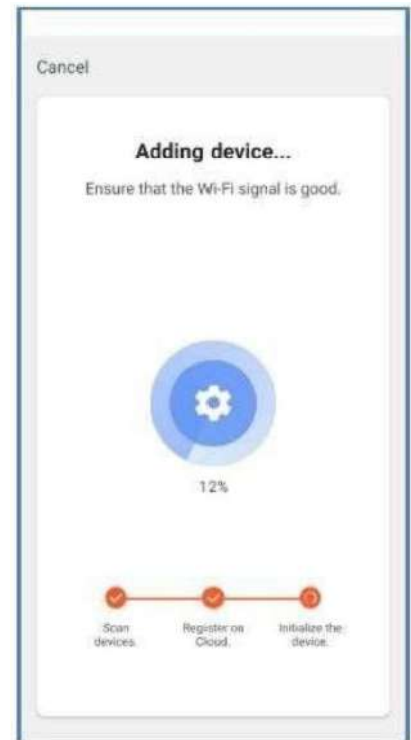 Cancel
Adding device...
Ensure that the Wi-Fi signal is good.
12%
Scan
devices.
Register on
Cloud.
Initialize the
device.